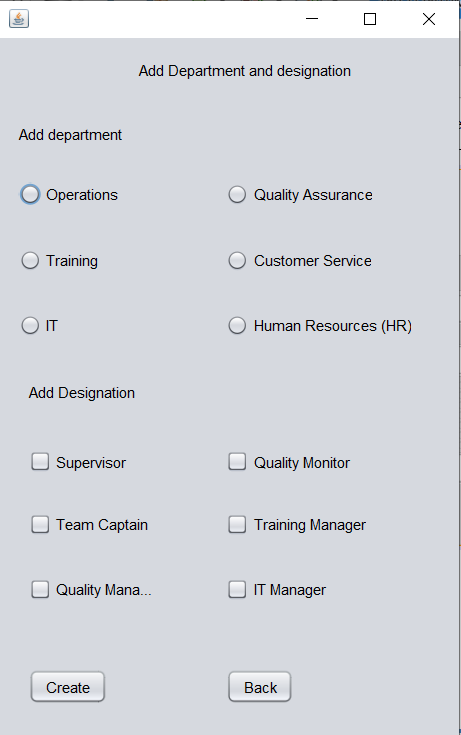 Add Department and designation
Add department
Operations
Quality Assurance
Training
Customer Service
IT
Human Resources (HR)
Add Designation
Supervisor
Quality Monitor
Team Captain
Training Manager
Quality Mana...
IT Manager
Create
Back